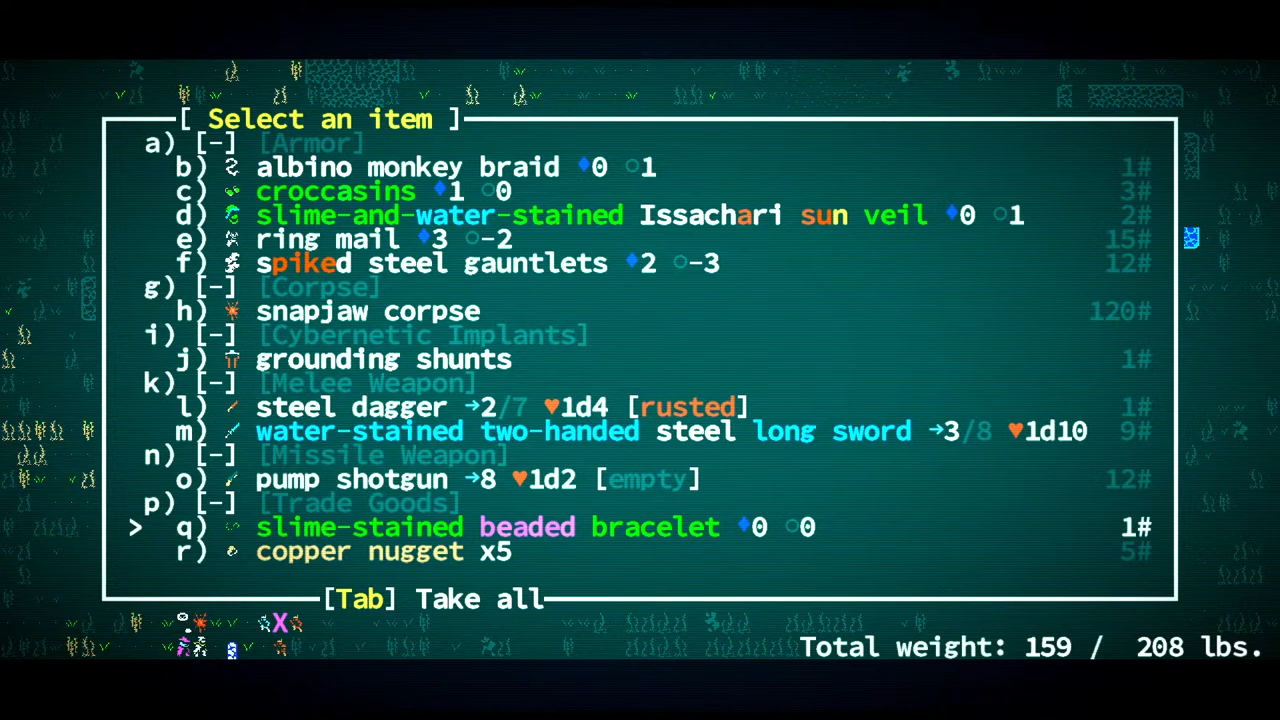 [ Select an item ]
a) [-] [Armor]
b) albino monkey braid ♦0 ○1 1#
c) croccasins ♦1 ○0 3#
d) slime-and-water-stained Issachari sun veil ♦0 ○1 2#
e) ring mail ♦3 ○-2 15#
f) spiked steel gauntlets ♦2 ○-3 12#
g) [-] [Corpse]
h) snapjaw corpse 120#
i) [-] [Cybernetic Implants]
j) grounding shunts 1#
k) [-] [Melee Weapon]
l) steel dagger →2/7 ♥1d4 [rusted] 1#
m) water-stained two-handed steel long sword →3/8 ♥1d10 9#
n) [-] [Missile Weapon]
o) pump shotgun →8 ♥1d2 [empty] 12#
p) [-] [Trade Goods]
> q) slime-stained beaded bracelet ♦0 ○0 1#
r) copper nugget x5 5#
[Tab] Take all
X
Total weight: 159 / 208 lbs.